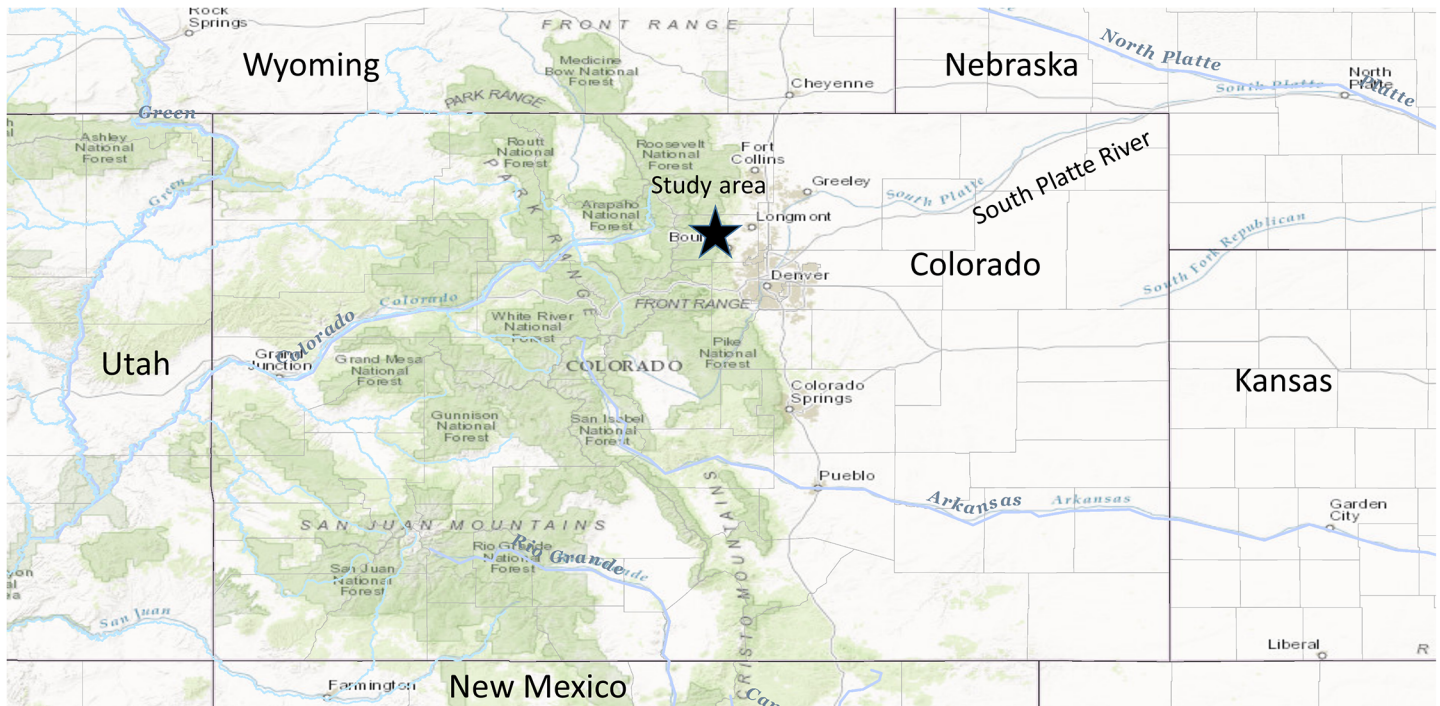 Rock
Springs
FRONT RANGE
Wyoming
Medicine
Bow National
Forest
Cheyenne
Nebraska
North Platte
North
Platte
South Platte
Platte
PARK RANGE
Green
Ashley
National
Forest
Green
Routt
National
Forest
Roosevelt
National
Forest
Fort
Collins
PARK RANGE
Study area
Greeley
South Platte
South Platte River
Arapaho
National
Forest
Longmont
Boul
South Fork Republican
Colorado
Denver
Colorado
FRONT RANGE
White River
National
Forest
Colorado
Utah
Grand
Junction
Grand Mesa
National
Forest
COLORADO
Pike
National
Forest
Kansas
Colorado
Springs
Gunnison
National
Forest
San Isabel
National
Forest
Pueblo
Arkansas
Arkansas
Garden
City
SAN JUAN MOUNTAINS
Rio Grande
National
Forest
Rio Grande
San Juan
National
Forest
CRISTO MOUNTAINS
San Juan
Liberal
R
Farmington
New Mexico